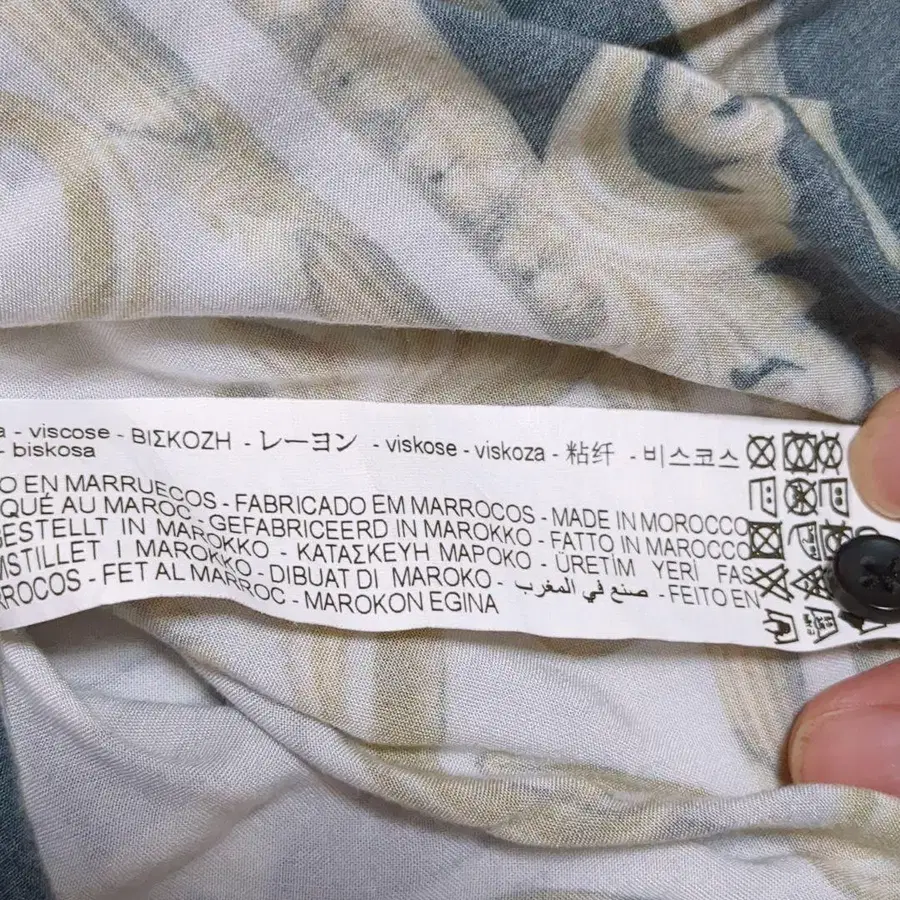 - viscose - ΒΙΣΚΟΖΗ - レーヨン - viskose - viskoza - 粘纤 - 비스코스
- biskosa
O EN MARRUECOS - FABRICADO EM MARROCOS - MADE IN MOROCCO
QUÉ AU MAROC - GEFABRICEERD IN MAROKKO - FATTO IN MAROCCO
GESTELLT IN MAROKKO - ΚΑΤΑΣΚΕΥΗ ΜΑΡΟΚΟ - ÜRETİM YERİ FAS
MSTILLET I MAROKKO - DIBUAT DI MAROKO - صنع في المغرب - FEITO EN
RROCOS - FET AL MARROC - MAROKON EGINA